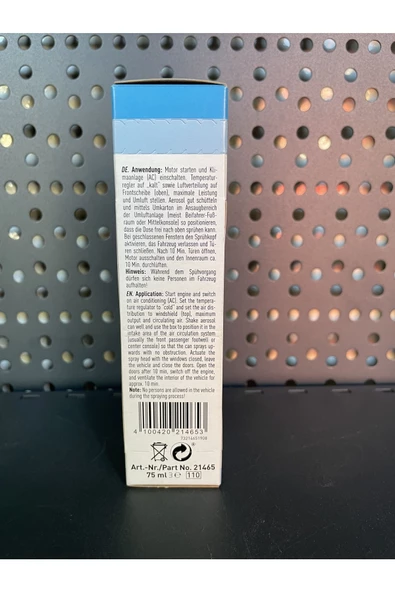 DE Anwendung: Motor starten und Kli-
maanlage (AC) einschalten. Temperatur-
regler auf „kalt“ sowie Luftverteilung auf
Frontscheibe (oben), maximale Leistung
und Umluft stellen. Aerosol gut schütteln
und mittels Umkarton im Ansaugbereich
der Umluftanlage (meist Beifahrer-Fuß-
raum oder Mittelkonsole) so positionieren,
dass die Dose frei nach oben sprühen kann.
Bei geschlossenen Fenstern den Sprühkopf
aktivieren, das Fahrzeug verlassen und Tü-
ren schließen. Nach 10 Min. Türen öffnen,
Motor ausschalten und den Innenraum ca.
10 Min. durchlüften.
Hinweis: Während dem Sprühvorgang
dürfen sich keine Personen im Fahrzeug
aufhalten!
EN Application: Start engine and switch
on air conditioning (AC). Set the tempera-
ture regulator to "cold" and set the air dis-
tribution to windshield (top), maximum
output and circulating air. Shake aerosol
can well and use the box to position it in the
intake area of the air circulation system
(usually the front passenger footwell or
center console) so that the can sprays up-
wards with no obstruction. Actuate the
spray head with the windows closed, leave
the vehicle and close the doors. Open the
doors after 10 min., switch off the engine,
and ventilate the interior of the vehicle for
approx. 10 min.
Note: No persons are allowed in the vehicle
during the spraying process!
4 100420 214653
Art.-Nr./Part No. 21465
75 ml ℮ 110